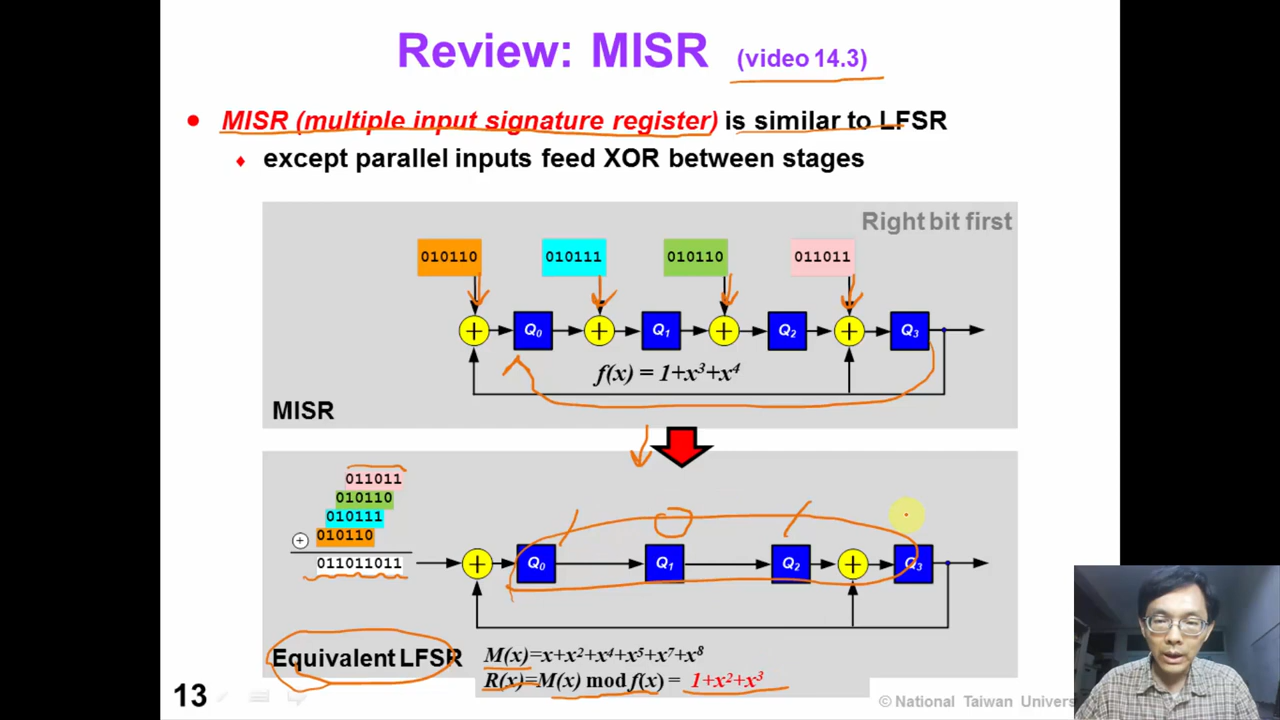 Review: MISR (video 14.3)
MISR (multiple input signature register) is similar to LFSR
except parallel inputs feed XOR between stages
Right bit first
010110 010111 010110 011011
Q0 Q1 Q2 Q3
f(x) = 1+x³+x⁴
MISR
011011
010110
010111
010110
011011011
Q0 Q1 Q2 Q3
Equivalent LFSR
M(x)=x+x²+x⁴+x⁵+x⁷+x⁸
R(x)=M(x) mod f(x) = 1+x²+x³
13
© National Taiwan Univers